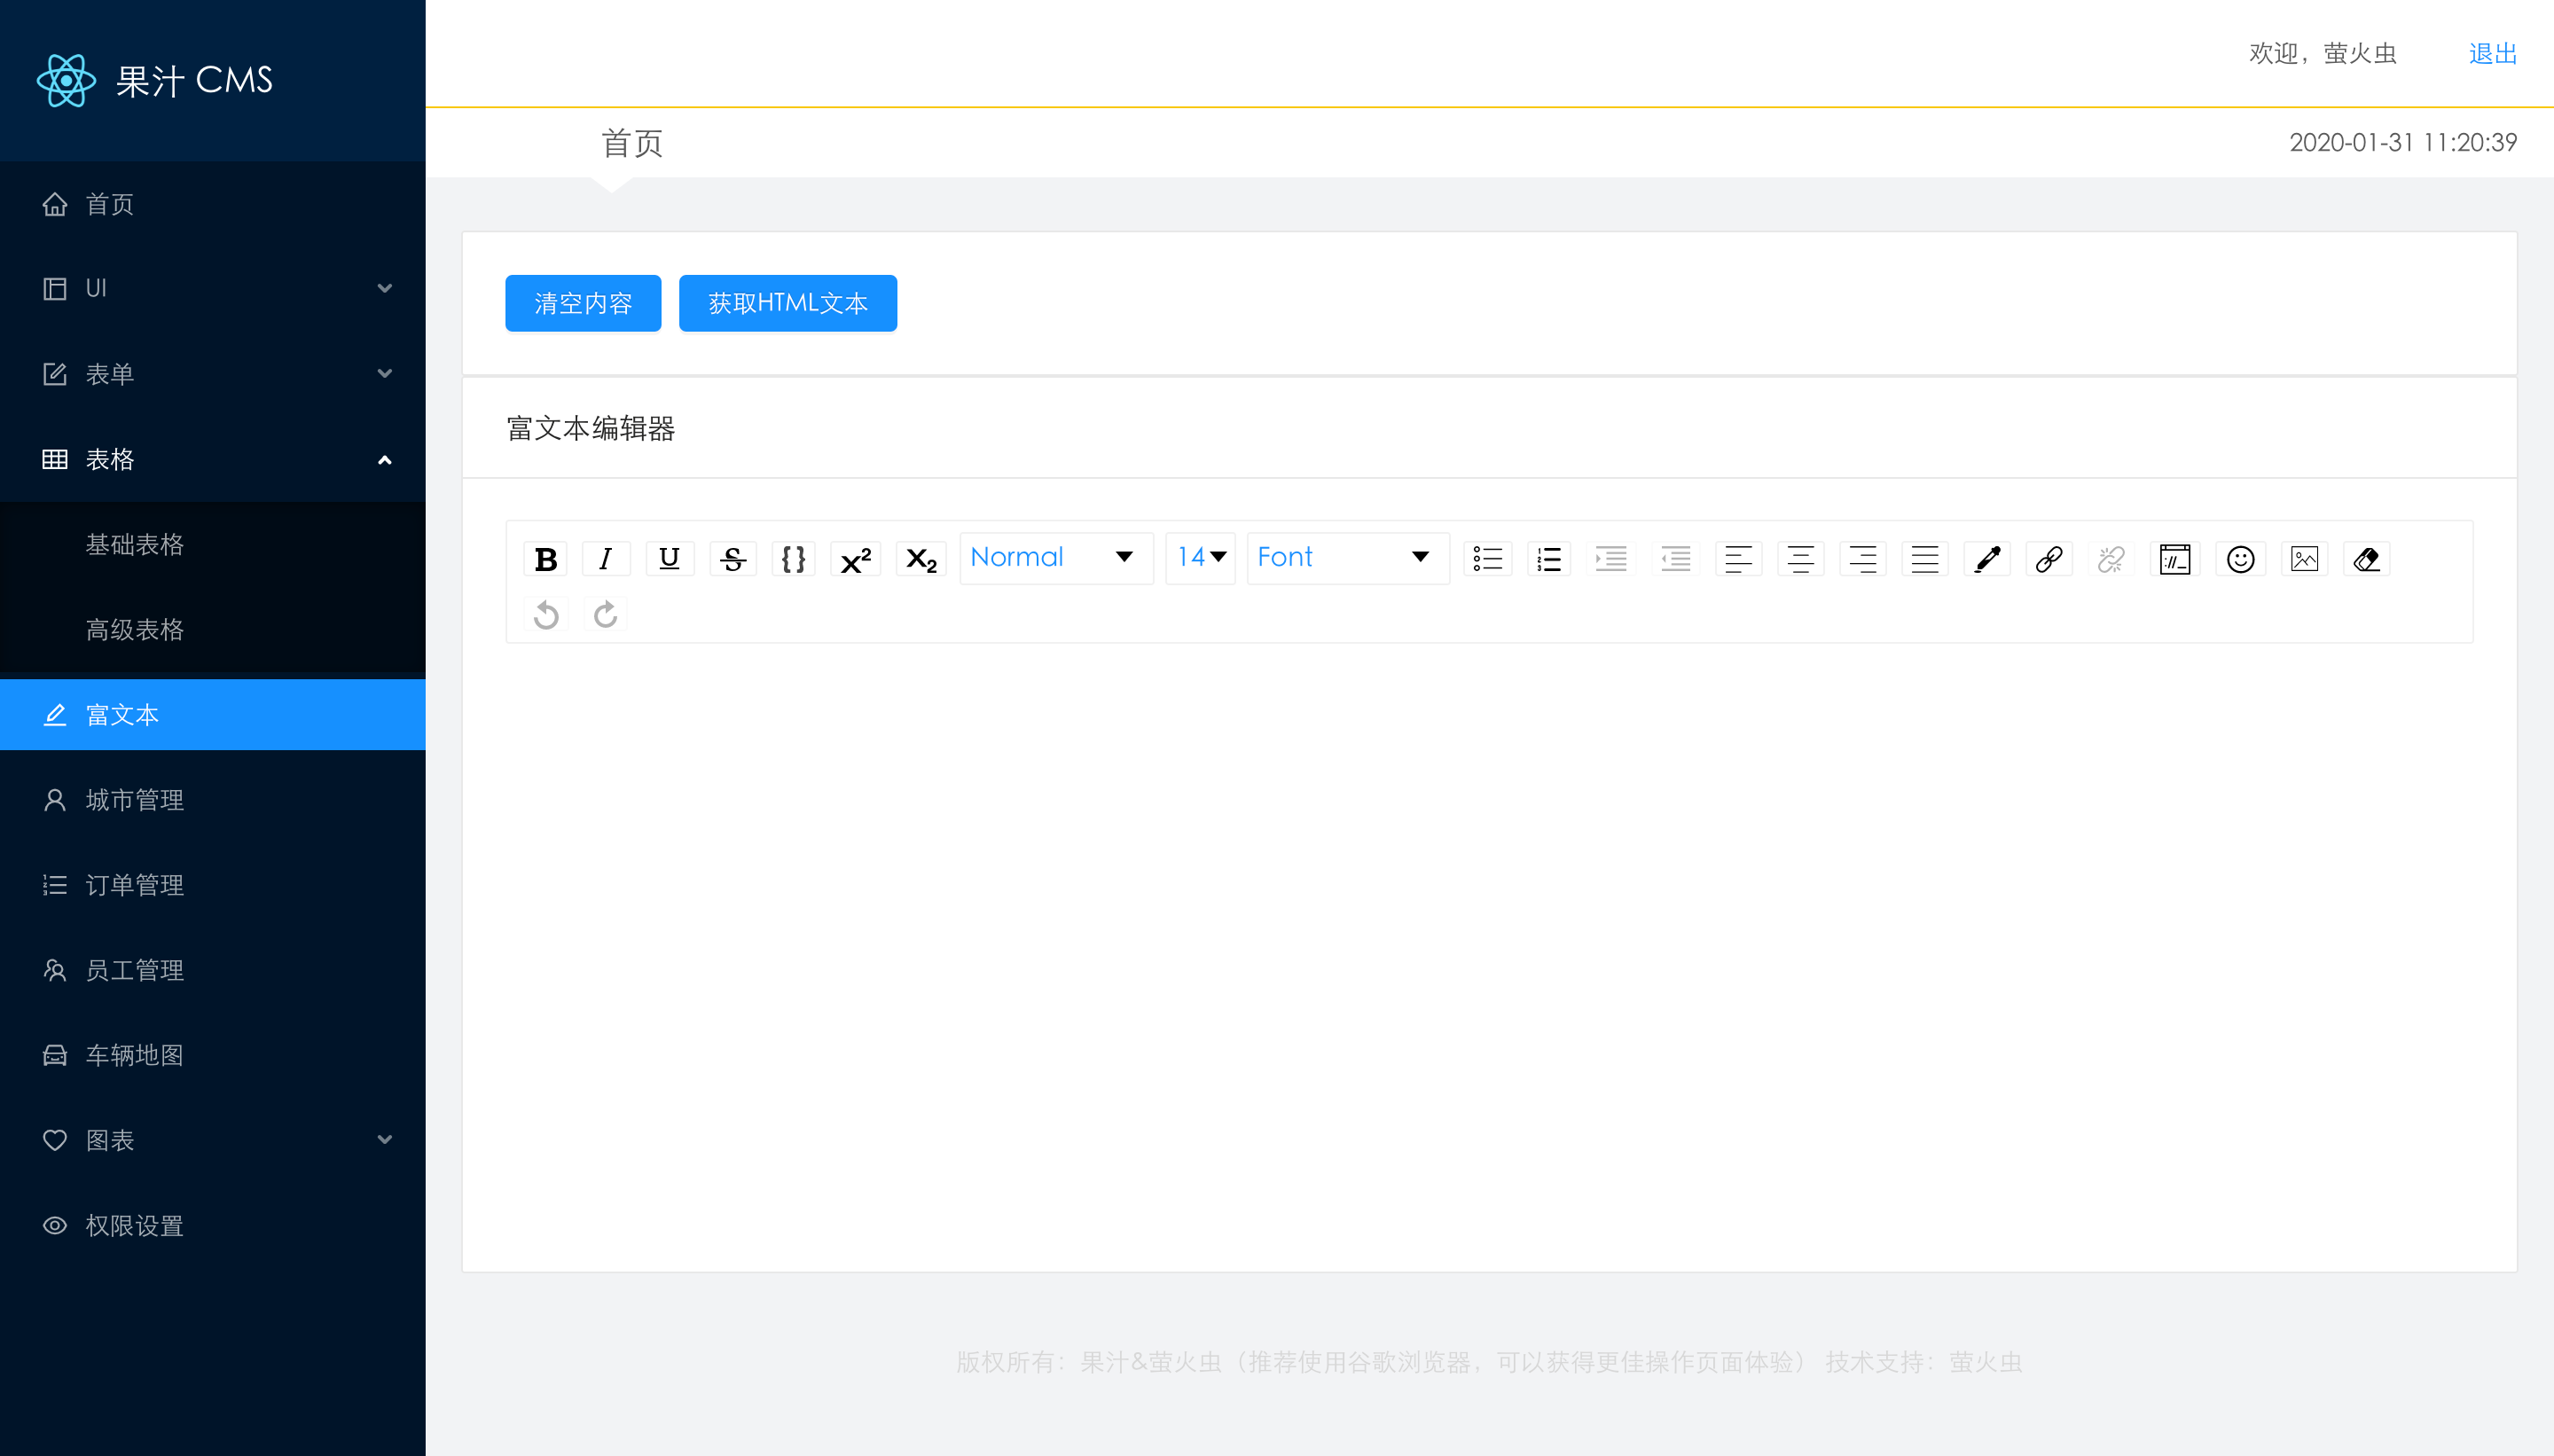 果汁 CMS
首页
UI
表单
表格
基础表格
高级表格
富文本
城市管理
订单管理
员工管理
车辆地图
图表
权限设置
欢迎，萤火虫 退出
首页 2020-01-31 11:20:39
清空内容 获取HTML文本
富文本编辑器
B I U S {} x² x₂ Normal 14 Font
版权所有：果汁&萤火虫（推荐使用谷歌浏览器，可以获得更佳操作页面体验） 技术支持：萤火虫